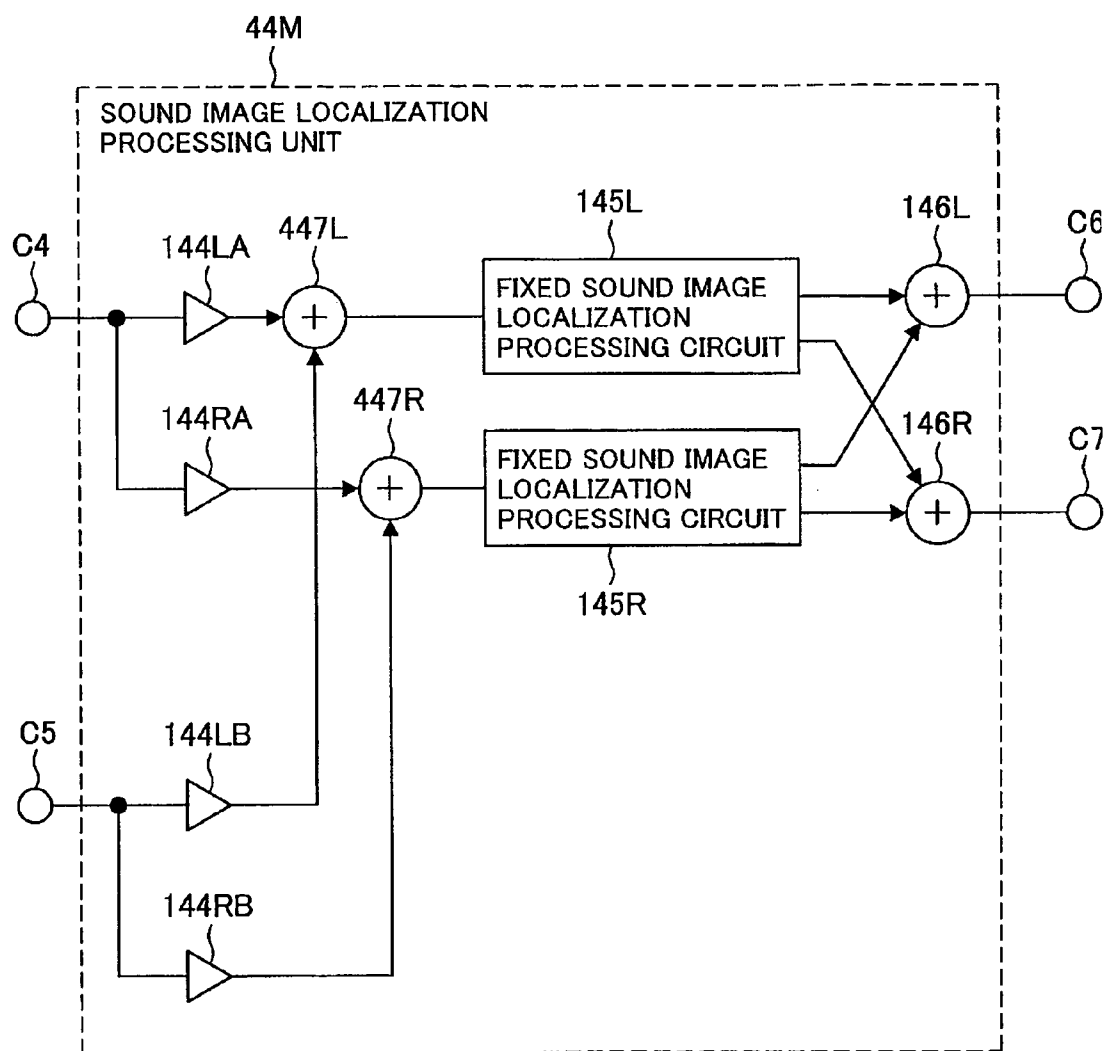 44M
SOUND IMAGE LOCALIZATION
PROCESSING UNIT
C4
144LA
447L
145L
146L
C6
+
FIXED SOUND IMAGE
LOCALIZATION
PROCESSING CIRCUIT
+
144RA
447R
146R
C7
+
FIXED SOUND IMAGE
LOCALIZATION
PROCESSING CIRCUIT
+
145R
C5
144LB
144RB